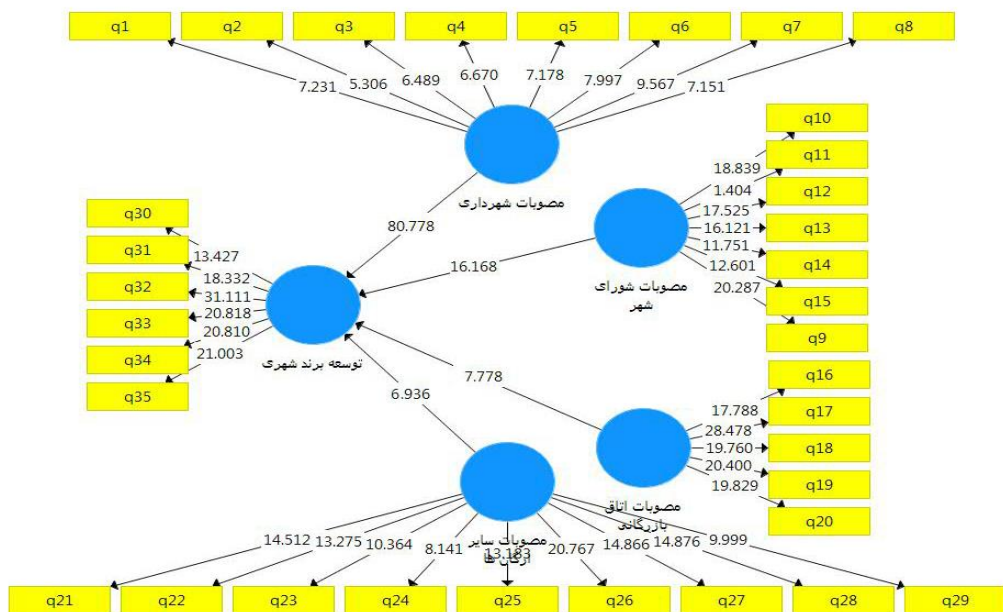 q1 q2 q3 q4 q5 q6 q7 q8
7.231 5.306 6.489 6.670 7.178 7.997 9.567 7.151
مصوبات شهرداری
80.778
q10
q11
q12
q13
q14
q15
q9
18.839
1.404
17.525
16.121
11.751
12.601
20.287
مصوبات شورای
شهر
16.168
q30
q31
q32
q33
q34
q35
13.427
18.332
31.111
20.818
20.810
21.003
توسعه برند شهری
7.778
6.936
q16
q17
q18
q19
q20
17.788
28.478
19.760
20.400
19.829
مصوبات اتاق
بازرگانی
مصوبات سایر
ارگان ها
14.512 13.275 10.364 8.141 13.183 20.767 14.866 14.876 9.999
q21 q22 q23 q24 q25 q26 q27 q28 q29